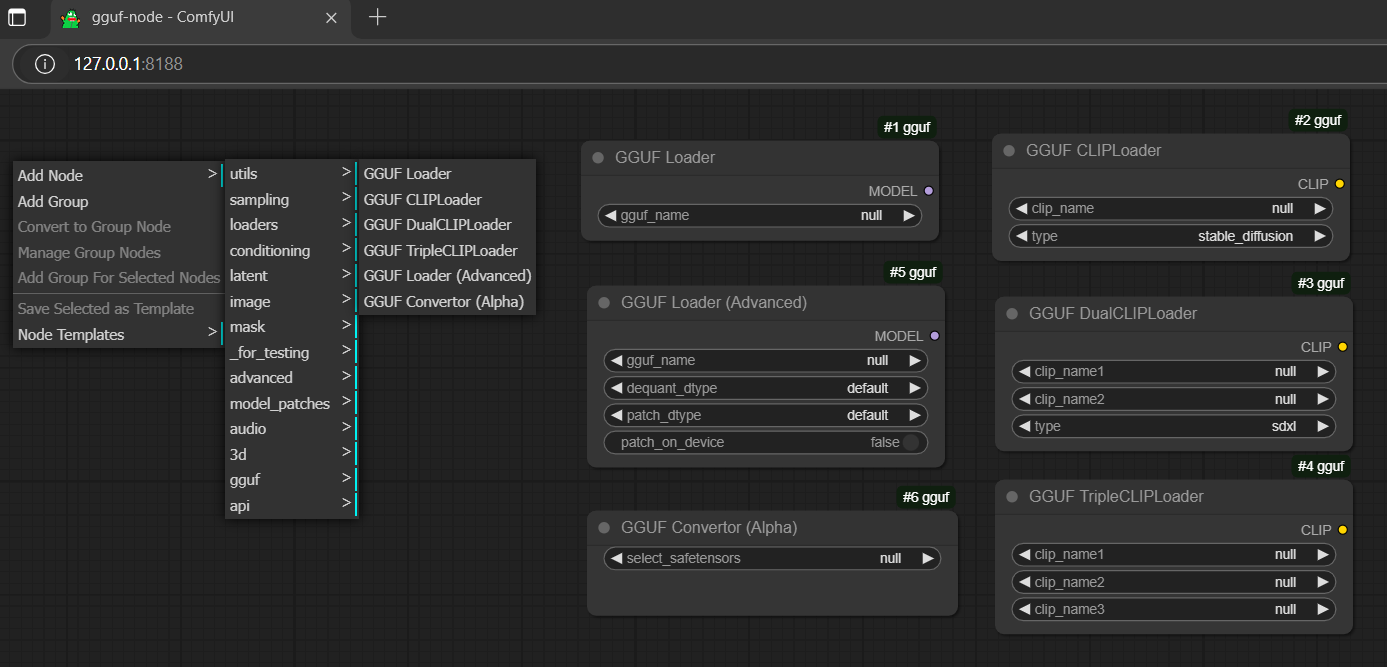 gguf-node - ComfyUI
127.0.0.1:8188
Add Node >
Add Group
Convert to Group Node
Manage Group Nodes
Add Group For Selected Nodes
Save Selected as Template
Node Templates >
utils >
sampling >
loaders >
conditioning >
latent >
image >
mask >
_for_testing >
advanced >
model_patches >
audio >
3d >
gguf >
api >
GGUF Loader
GGUF CLIPLoader
GGUF DualCLIPLoader
GGUF TripleCLIPLoader
GGUF Loader (Advanced)
GGUF Convertor (Alpha)
#1 gguf
GGUF Loader
MODEL
gguf_name null
#5 gguf
GGUF Loader (Advanced)
MODEL
gguf_name null
dequant_dtype default
patch_dtype default
patch_on_device false
#6 gguf
GGUF Convertor (Alpha)
select_safetensors null
#2 gguf
GGUF CLIPLoader
CLIP
clip_name null
type stable_diffusion
#3 gguf
GGUF DualCLIPLoader
CLIP
clip_name1 null
clip_name2 null
type sdxl
#4 gguf
GGUF TripleCLIPLoader
CLIP
clip_name1 null
clip_name2 null
clip_name3 null